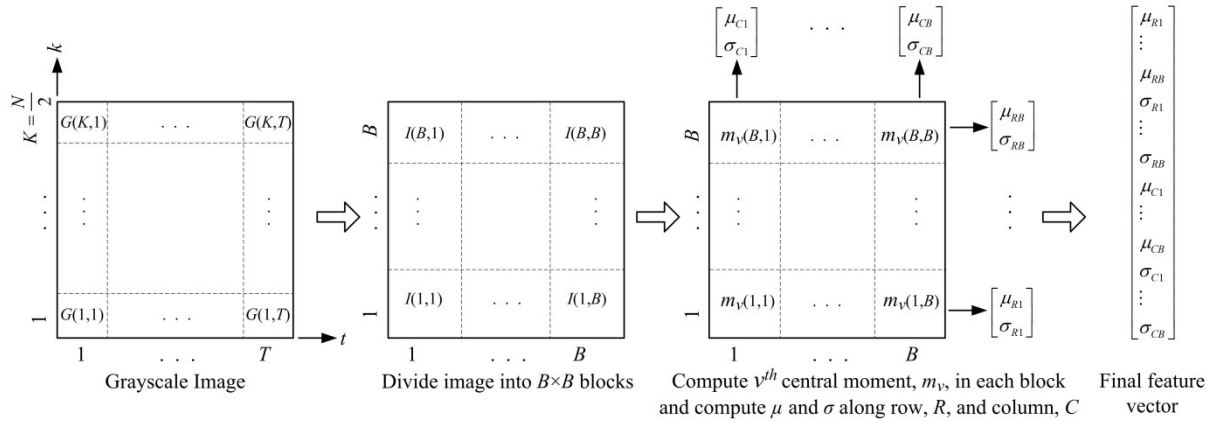 μC1
σC1
. . .
μCB
σCB
k
K = N/2
G(K,1) . . . G(K,T)
. . .
1
G(1,1) . . . G(1,T)
t
1 . . . T
Grayscale Image
B
I(B,1) . . . I(B,B)
. . .
1
I(1,1) . . . I(1,B)
1 . . . B
Divide image into B×B blocks
B
mv(B,1) . . . mv(B,B)
. . .
1
mv(1,1) . . . mv(1,B)
1 . . . B
μRB
σRB
. . .
μR1
σR1
Compute vth central moment, mv, in each block
and compute μ and σ along row, R, and column, C
μR1
⋮
μRB
σR1
⋮
σRB
μC1
⋮
μCB
σC1
⋮
σCB
Final feature
vector